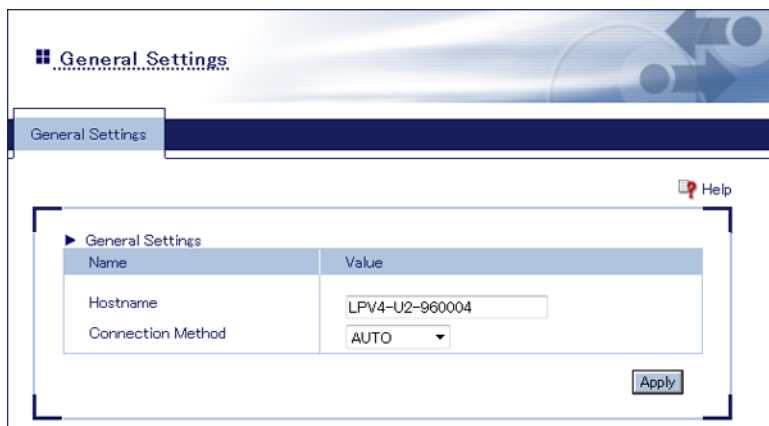 General Settings
General Settings
Help
General Settings
Name Value
Hostname LPV4-U2-960004
Connection Method AUTO
Apply